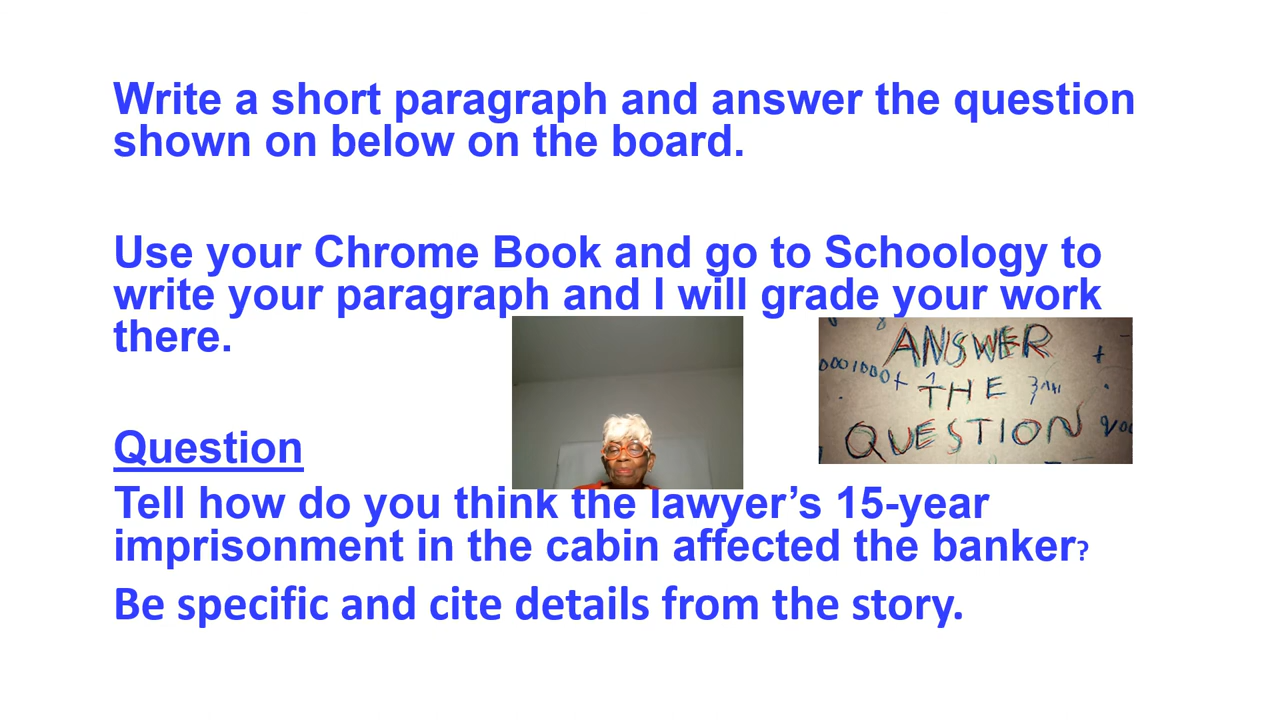 Write a short paragraph and answer the question
shown on below on the board.
Use your Chrome Book and go to Schoology to
write your paragraph and I will grade your work
there.
ANSWER
THE
QUESTION
Question
Tell how do you think the lawyer’s 15-year
imprisonment in the cabin affected the banker?
Be specific and cite details from the story.